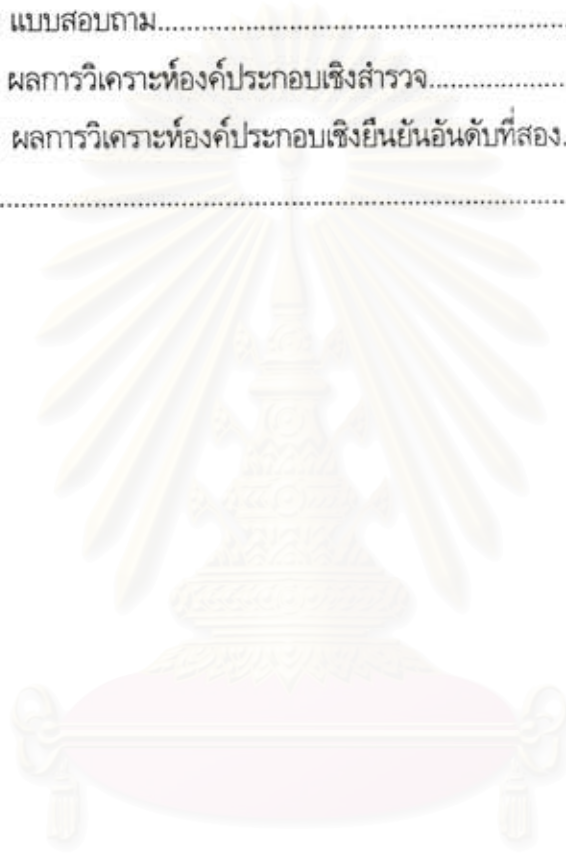 แบบสอบถาม......................................................................
ผลการวิเคราะห์องค์ประกอบเชิงสำรวจ.......................
ผลการวิเคราะห์องค์ประกอบเชิงยืนยันอันดับที่สอง.